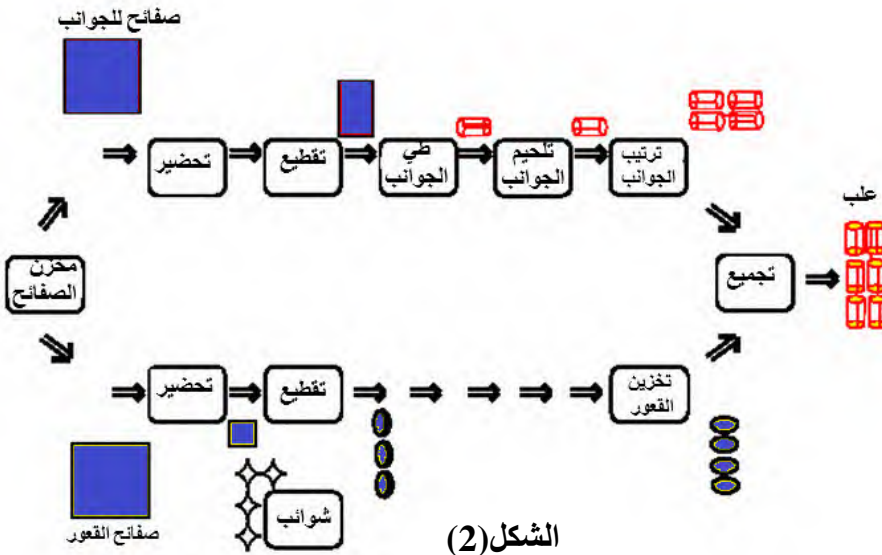 صفائح للجوانب
تحضير
تقطيع
طي
الجوانب
تلحيم
الجوانب
ترتيب
الجوانب
علب
مخزن
الصفائح
تجميع
تحضير
تقطيع
تخزين
القعور
صفائح القعور
شوائب
الشكل(2)